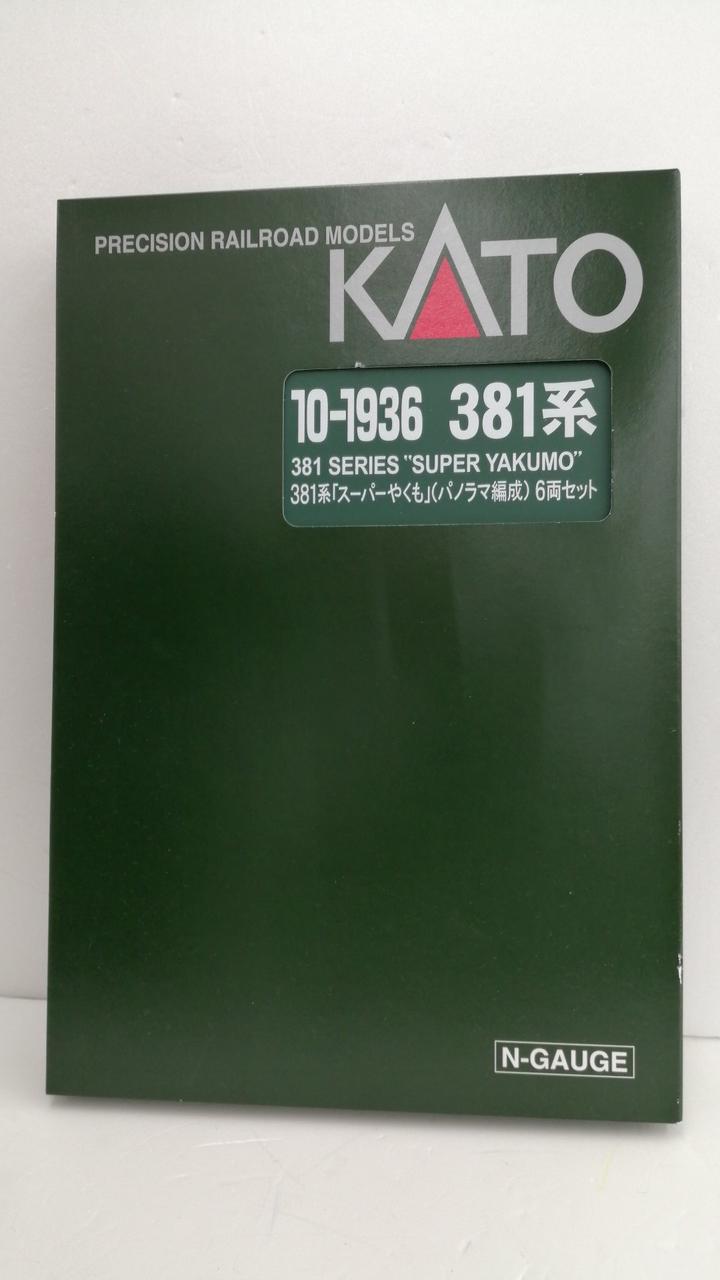 PRECISION RAILROAD MODELS
KATO
10-1936 381系
381 SERIES "SUPER YAKUMO"
381系「スーパーやくも」(パノラマ編成) 6両セット
N-GAUGE